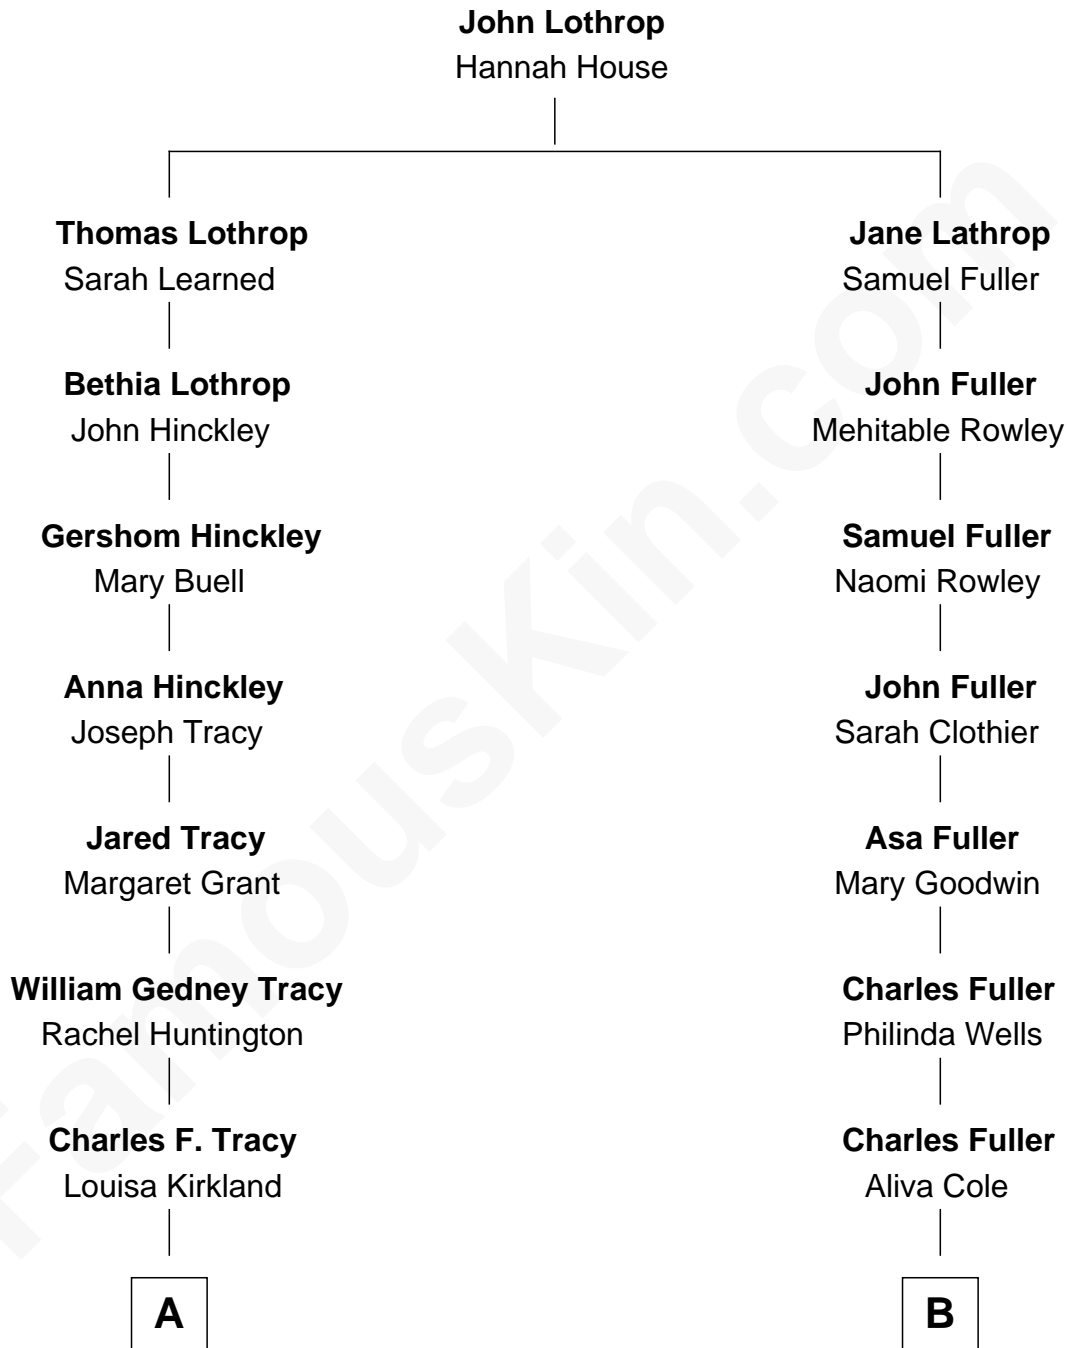 John Lothrop
Hannah House
Thomas Lothrop
Sarah Learned
Jane Lathrop
Samuel Fuller
Bethia Lothrop
John Hinckley
John Fuller
Mehitable Rowley
Gershom Hinckley
Mary Buell
Samuel Fuller
Naomi Rowley
Anna Hinckley
Joseph Tracy
John Fuller
Sarah Clothier
Jared Tracy
Margaret Grant
Asa Fuller
Mary Goodwin
William Gedney Tracy
Rachel Huntington
Charles Fuller
Philinda Wells
Charles F. Tracy
Louisa Kirkland
Charles Fuller
Aliva Cole
A
B
FamousKin.com